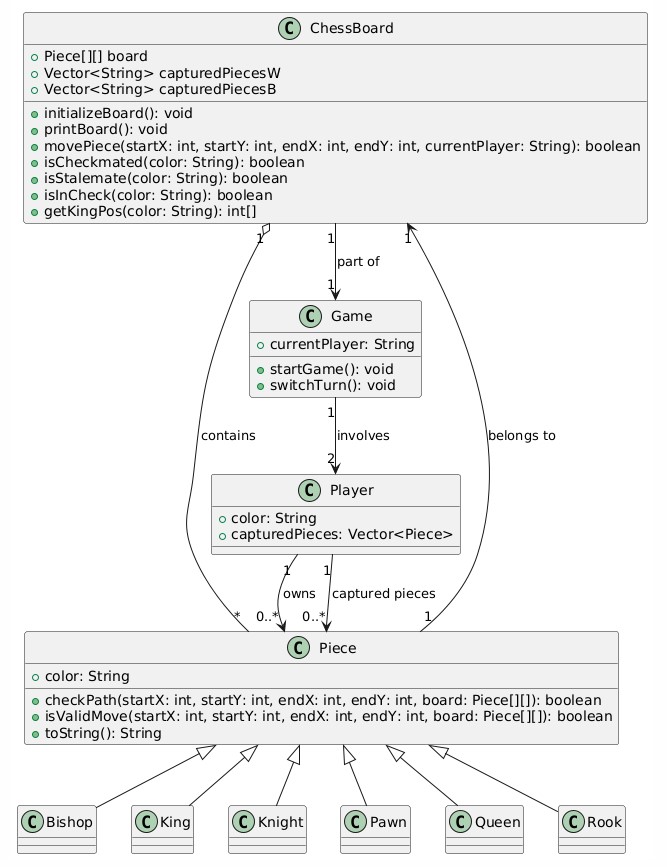 C ChessBoard
Piece[][] board
Vector<String> capturedPiecesW
Vector<String> capturedPiecesB
initializeBoard(): void
printBoard(): void
movePiece(startX: int, startY: int, endX: int, endY: int, currentPlayer: String): boolean
isCheckmated(color: String): boolean
isStalemate(color: String): boolean
isInCheck(color: String): boolean
getKingPos(color: String): int[]
1 1 1
part of
1
C Game
currentPlayer: String
startGame(): void
switchTurn(): void
1
contains involves belongs to
2
C Player
color: String
capturedPieces: Vector<Piece>
1 1
owns captured pieces
* 0..* 0..* 1
C Piece
color: String
checkPath(startX: int, startY: int, endX: int, endY: int, board: Piece[][]): boolean
isValidMove(startX: int, startY: int, endX: int, endY: int, board: Piece[][]): boolean
toString(): String
C Bishop C King C Knight C Pawn C Queen C Rook